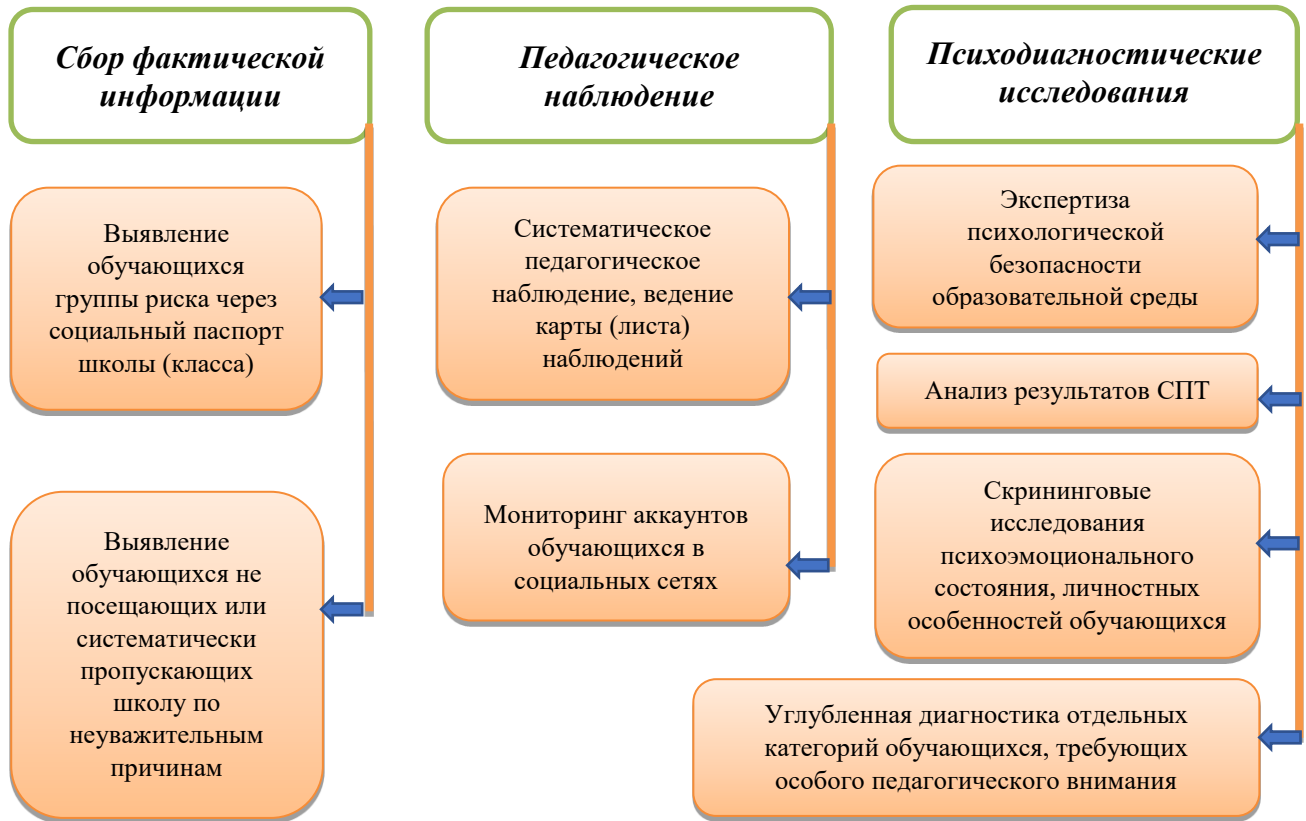 Сбор фактической
информации
Выявление
обучающихся
группы риска через
социальный паспорт
школы (класса)
Выявление
обучающихся не
посещающих или
систематически
пропускающих
школу по
неуважительным
причинам
Педагогическое
наблюдение
Систематическое
педагогическое
наблюдение, ведение
карты (листа)
наблюдений
Мониторинг аккаунтов
обучающихся в
социальных сетях
Психодиагностические
исследования
Экспертиза
психологической
безопасности
образовательной среды
Анализ результатов СПТ
Скрининговые
исследования
психоэмоционального
состояния, личностных
особенностей обучающихся
Углубленная диагностика отдельных
категорий обучающихся, требующих
особого педагогического внимания